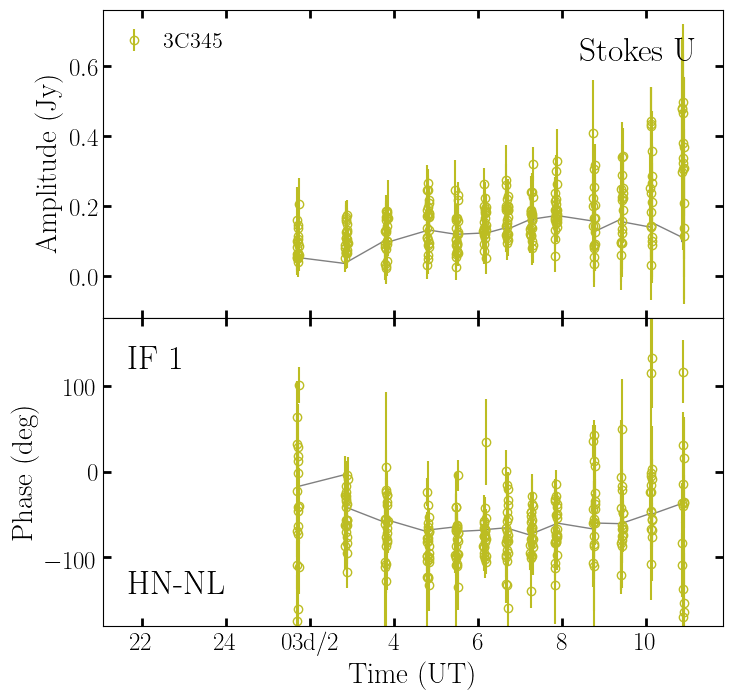 3C345
Stokes U
Amplitude (Jy)
0.6
0.4
0.2
0.0
IF 1
HN-NL
Phase (deg)
100
0
−100
22 24 03d/2 4 6 8 10
Time (UT)